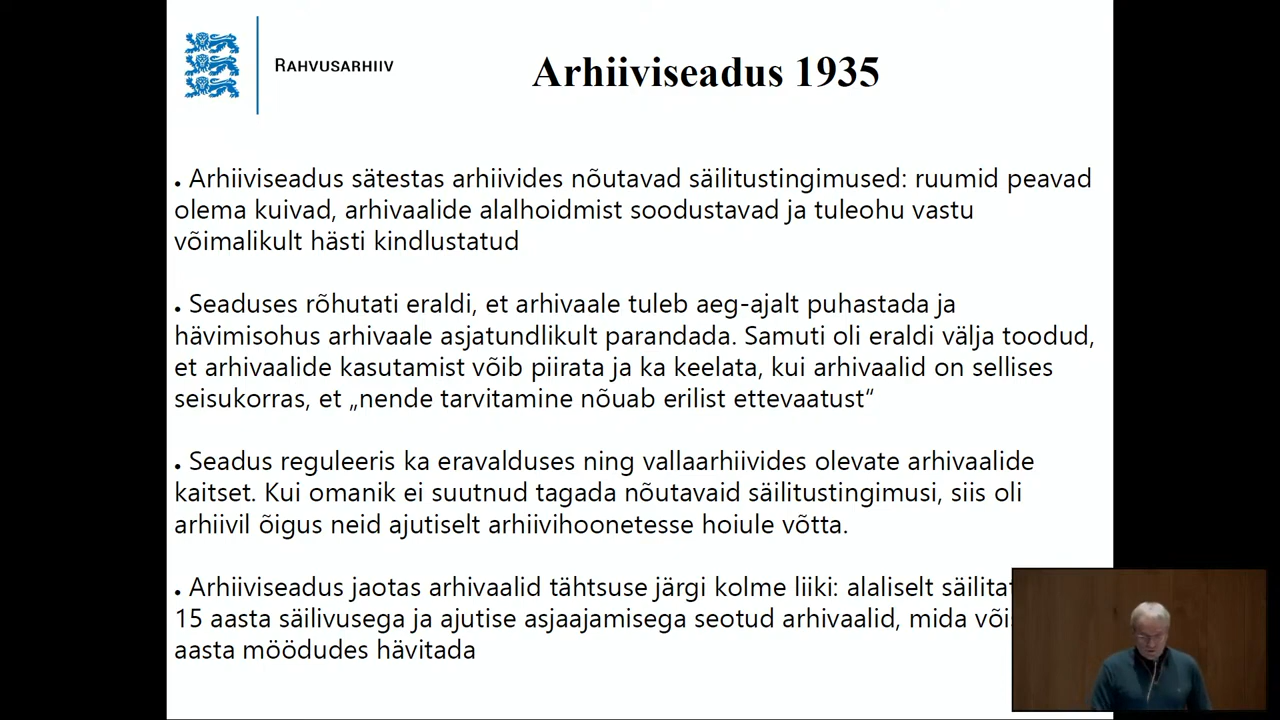 RAHVUSARHIIV
Arhiiviseadus 1935
• Arhiiviseadus sätestas arhiivides nõutavad säilitustingimused: ruumid peavad
olema kuivad, arhivaalide alalhoidmist soodustavad ja tuleohu vastu
võimalikult hästi kindlustatud
• Seaduses rõhutati eraldi, et arhivaale tuleb aeg-ajalt puhastada ja
hävimisohus arhivaale asjatundlikult parandada. Samuti oli eraldi välja toodud,
et arhivaalide kasutamist võib piirata ja ka keelata, kui arhivaalid on sellises
seisukorras, et „nende tarvitamine nõuab erilist ettevaatust“
• Seadus reguleeris ka eravalduses ning vallaarhiivides olevate arhivaalide
kaitset. Kui omanik ei suutnud tagada nõutavaid säilitustingimusi, siis oli
arhiivil õigus neid ajutiselt arhiivihoonetesse hoiule võtta.
• Arhiiviseadus jaotas arhivaalid tähtsuse järgi kolme liiki: alaliselt
15 aasta säilivusega ja ajutise asjaajamisega seotud arhivaalid, mida
aasta möödudes hävitada